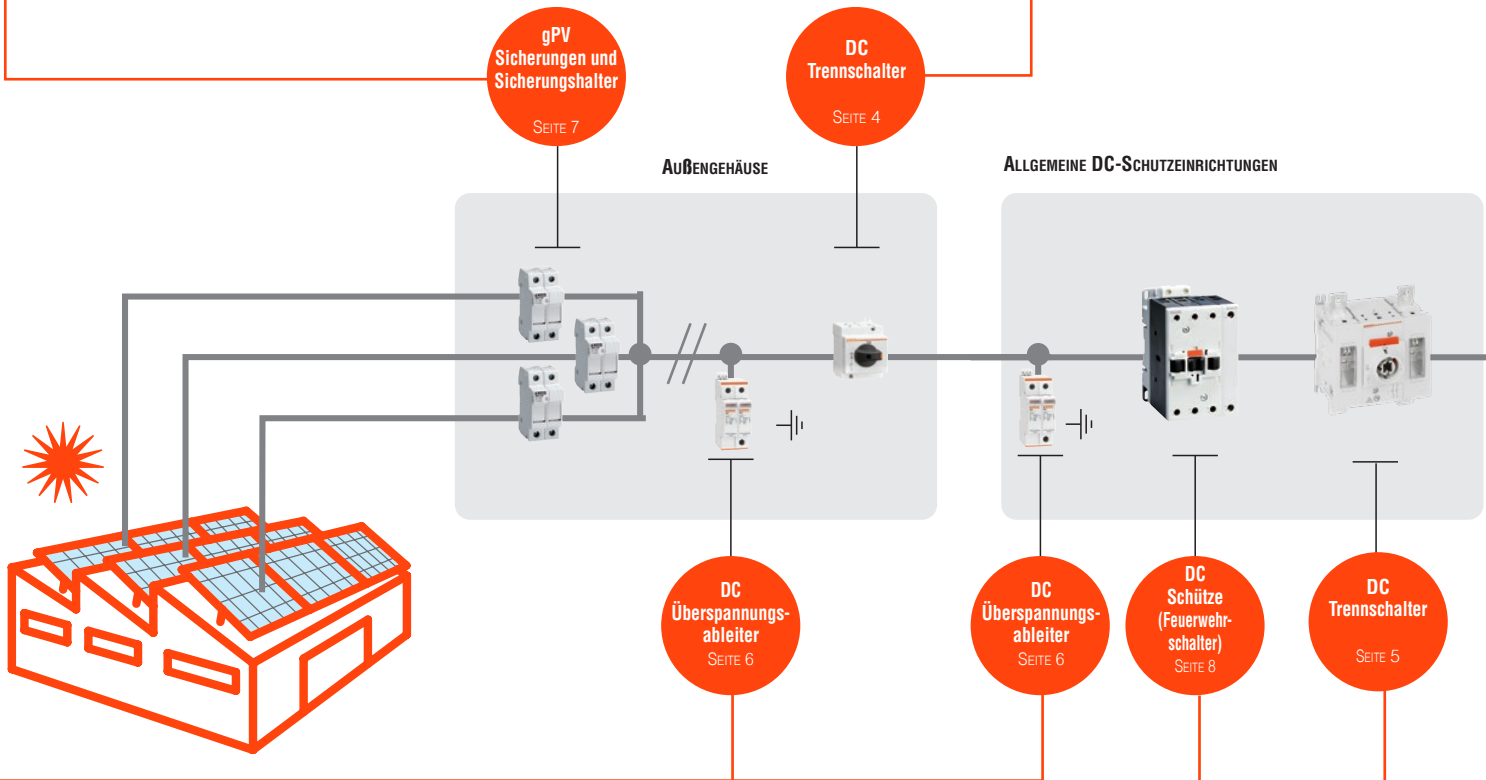 gPV
Sicherungen und
Sicherungshalter
SEITE 7
DC
Trennschalter
SEITE 4
AUßENGEHÄUSE
ALLGEMEINE DC-SCHUTZEINRICHTUNGEN
DC
Überspannungs-
ableiter
SEITE 6
DC
Überspannungs-
ableiter
SEITE 6
DC
Schütze
(Feuerwehr-
schalter)
SEITE 8
DC
Trennschalter
SEITE 5